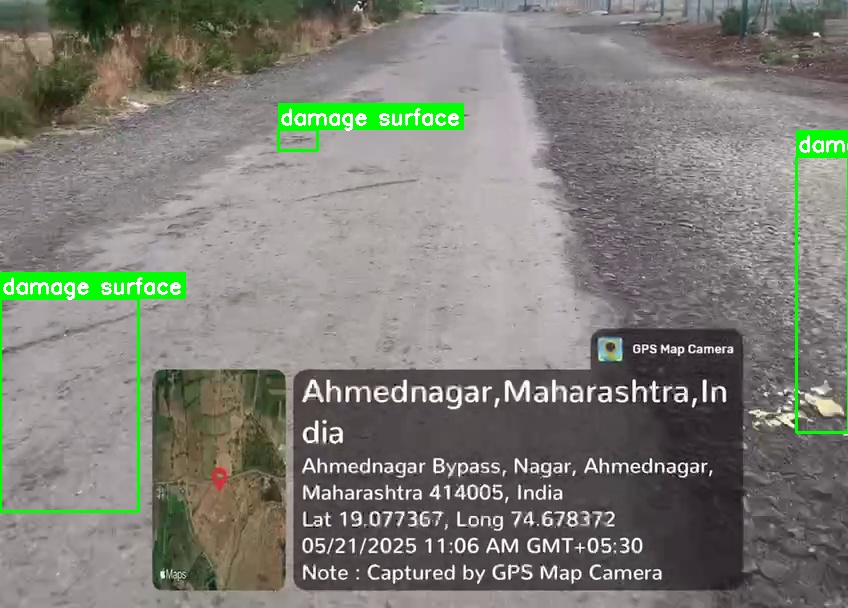 damage surface
dam
damage surface
GPS Map Camera
Ahmednagar,Maharashtra,In
dia
Ahmednagar Bypass, Nagar, Ahmednagar,
Maharashtra 414005, India
Lat 19.077367, Long 74.678372
05/21/2025 11:06 AM GMT+05:30
Note : Captured by GPS Map Camera
Maps